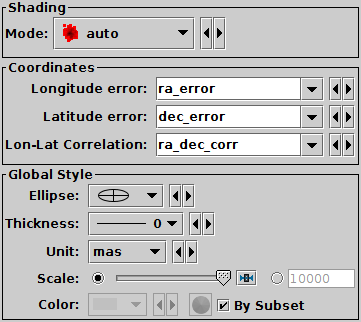 Shading
Mode: auto
Coordinates
Longitude error: ra_error
Latitude error: dec_error
Lon-Lat Correlation: ra_dec_corr
Global Style
Ellipse:
Thickness: 0
Unit: mas
Scale: 10000
Color: By Subset